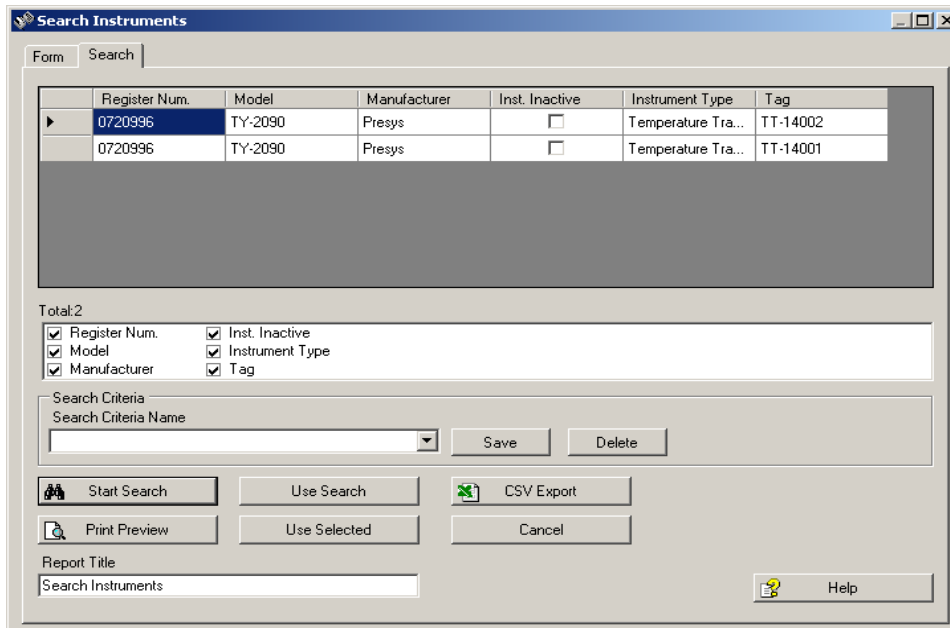 Search Instruments
Form Search
Register Num. Model Manufacturer Inst. Inactive Instrument Type Tag
0720996 TY-2090 Presys Temperature Tra... TT-14002
0720996 TY-2090 Presys Temperature Tra... TT-14001
Total:2
Register Num. Inst. Inactive
Model Instrument Type
Manufacturer Tag
Search Criteria
Search Criteria Name
Save Delete
Start Search Use Search CSV Export
Print Preview Use Selected Cancel
Report Title
Search Instruments
Help